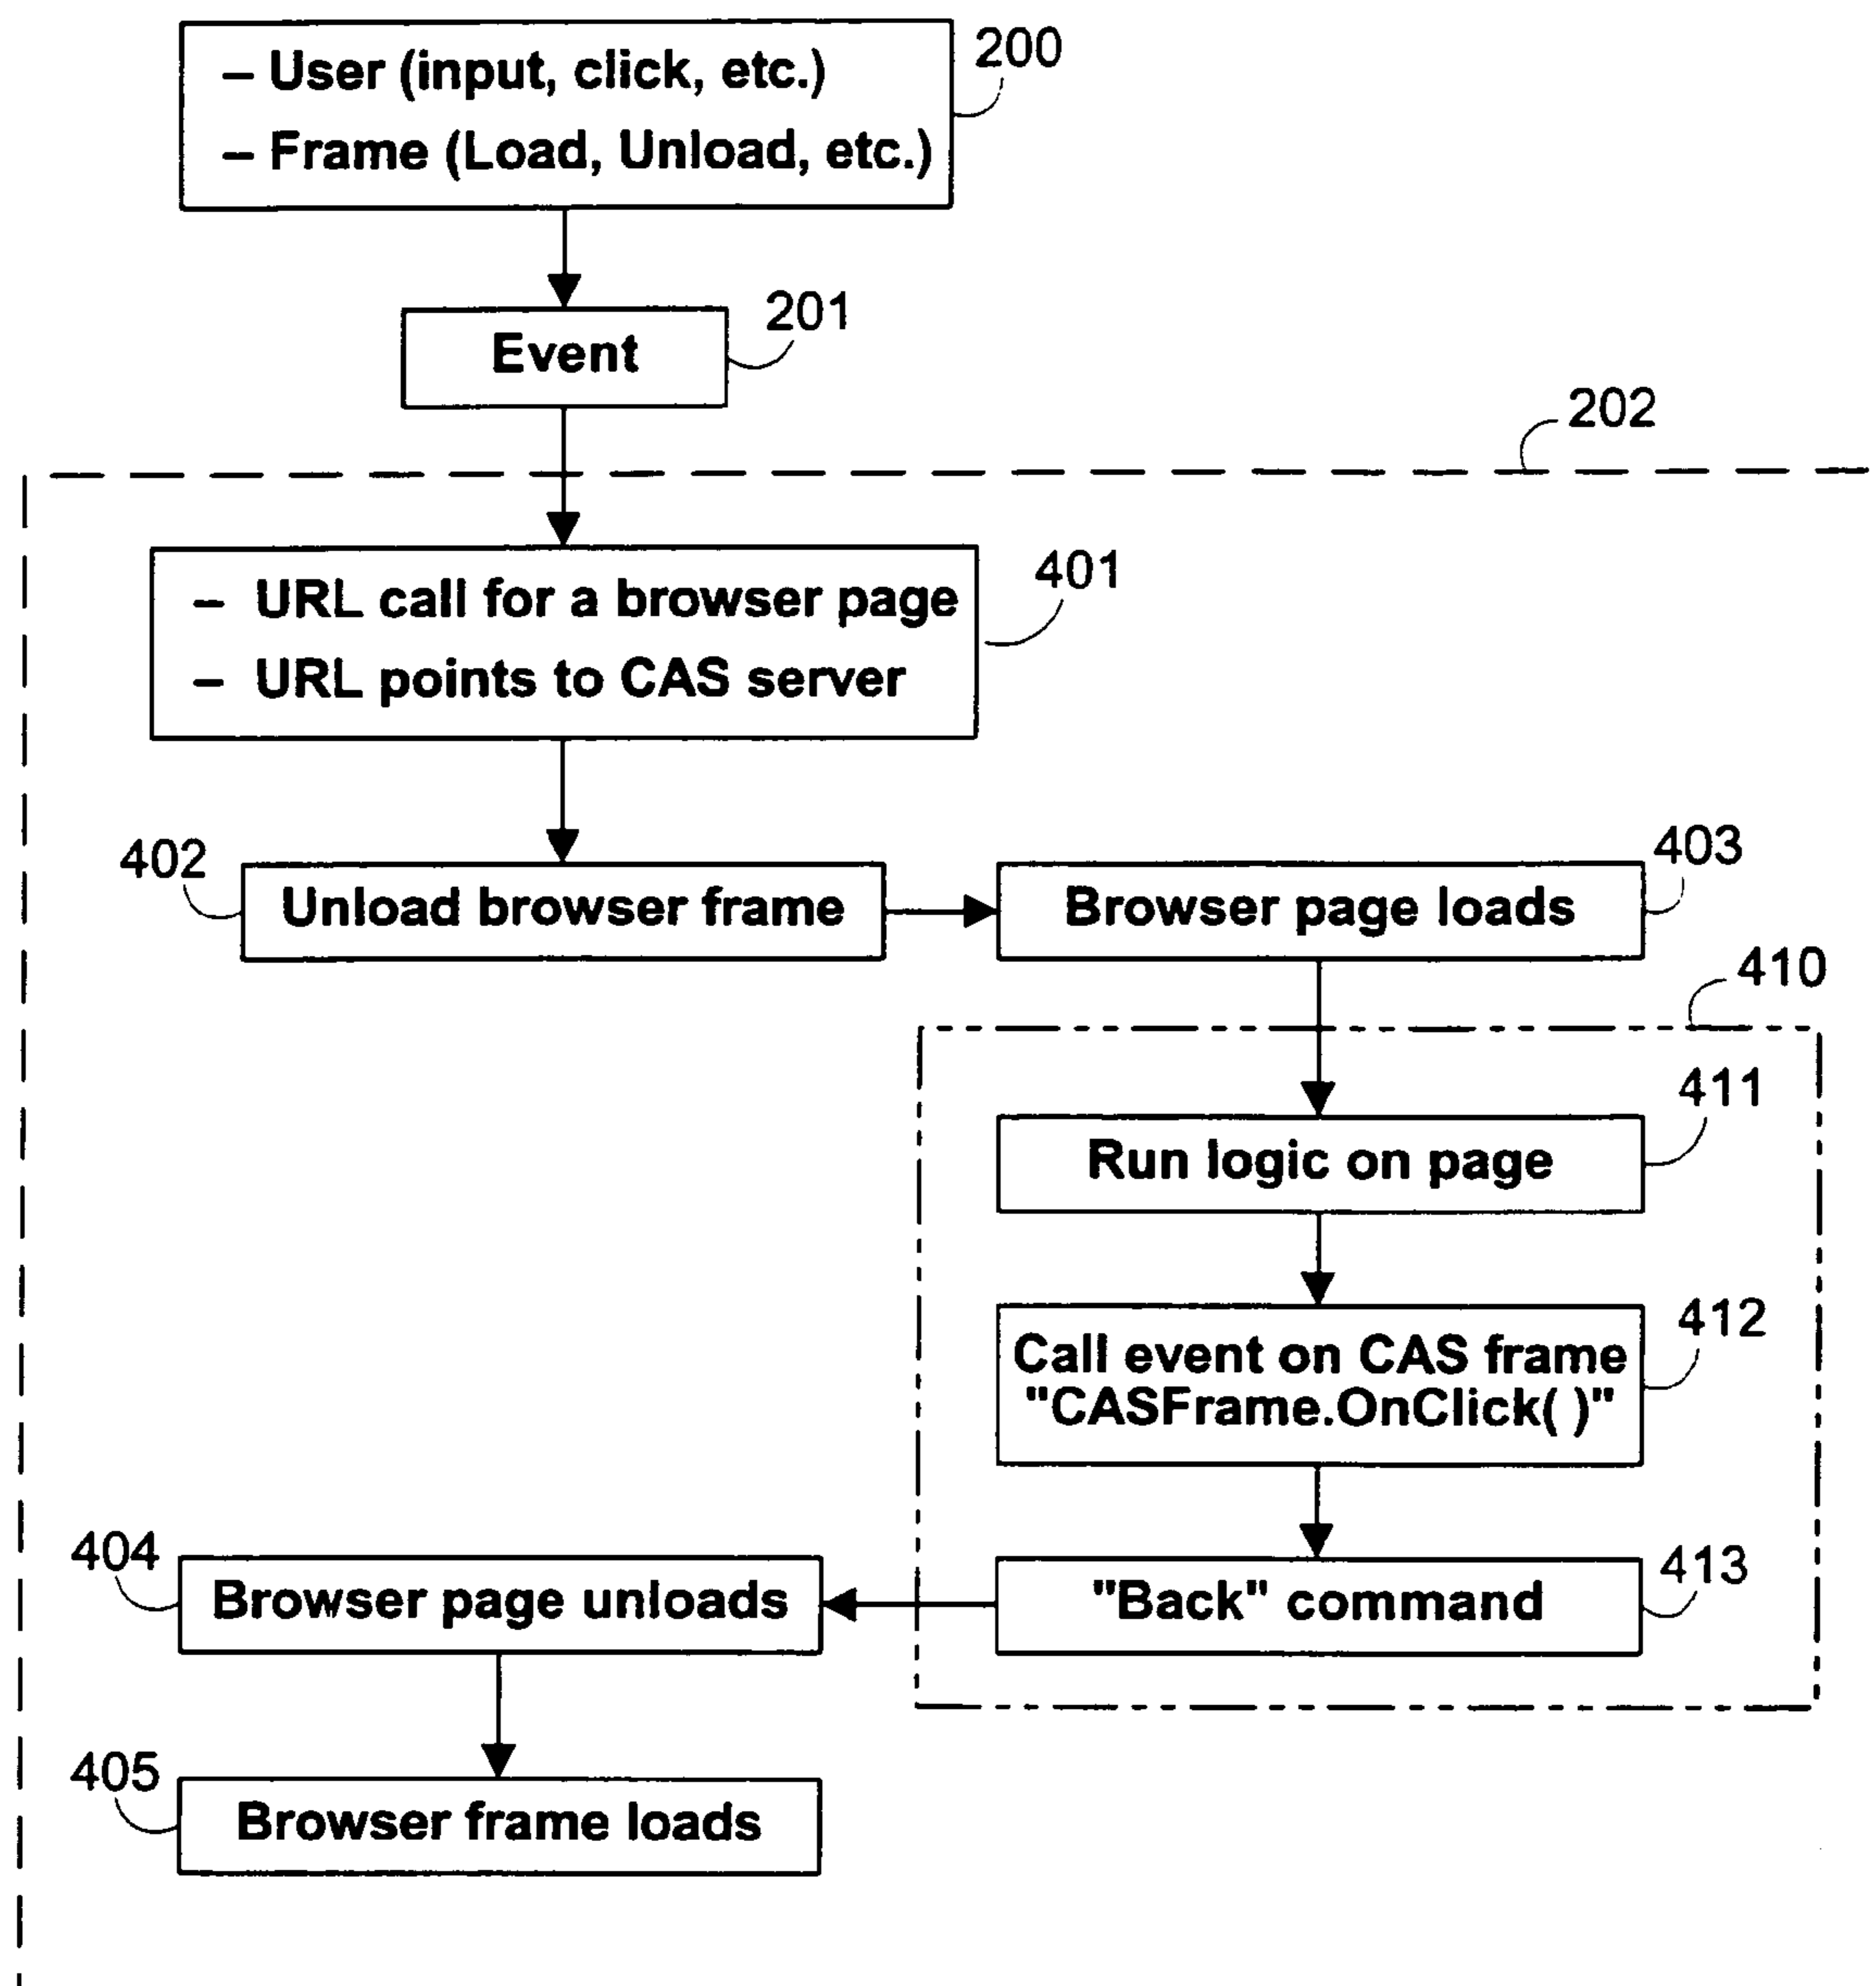 – User (input, click, etc.)
– Frame (Load, Unload, etc.)
200
Event
201
202
– URL call for a browser page
– URL points to CAS server
401
402
Unload browser frame
403
Browser page loads
410
411
Run logic on page
412
Call event on CAS frame
"CASFrame.OnClick( )"
404
Browser page unloads
413
"Back" command
405
Browser frame loads